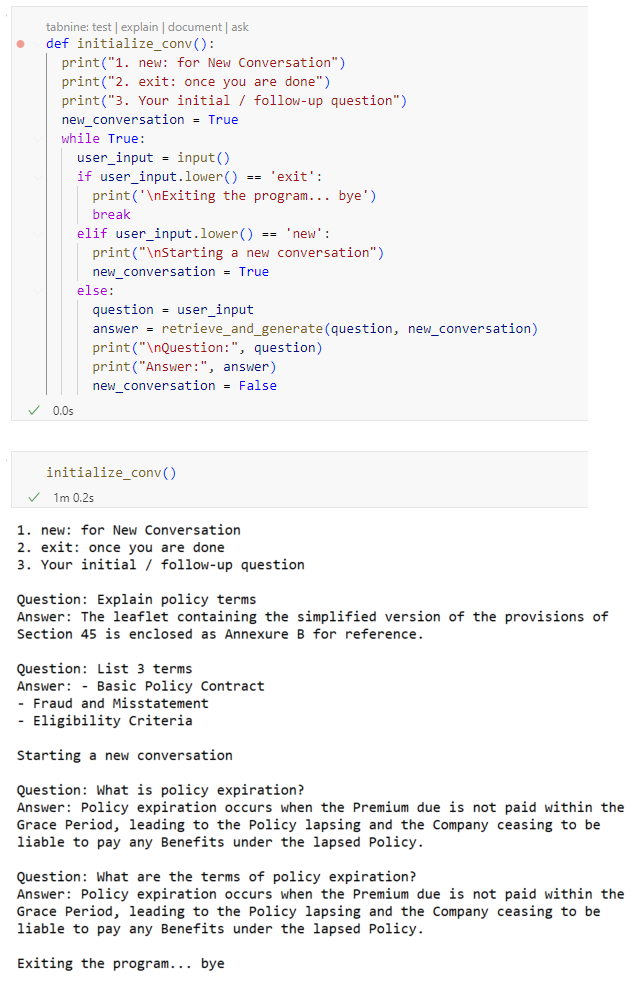 tabnine: test | explain | document | ask
def initialize_conv():
print("1. new: for New Conversation")
print("2. exit: once you are done")
print("3. Your initial / follow-up question")
new_conversation = True
while True:
user_input = input()
if user_input.lower() == 'exit':
print('\nExiting the program... bye')
break
elif user_input.lower() == 'new':
print("\nStarting a new conversation")
new_conversation = True
else:
question = user_input
answer = retrieve_and_generate(question, new_conversation)
print("\nQuestion:", question)
print("Answer:", answer)
new_conversation = False
0.0s
initialize_conv()
1m 0.2s
1. new: for New Conversation
2. exit: once you are done
3. Your initial / follow-up question
Question: Explain policy terms
Answer: The leaflet containing the simplified version of the provisions of
Section 45 is enclosed as Annexure B for reference.
Question: List 3 terms
Answer: - Basic Policy Contract
- Fraud and Misstatement
- Eligibility Criteria
Starting a new conversation
Question: What is policy expiration?
Answer: Policy expiration occurs when the Premium due is not paid within the
Grace Period, leading to the Policy lapsing and the Company ceasing to be
liable to pay any Benefits under the lapsed Policy.
Question: What are the terms of policy expiration?
Answer: Policy expiration occurs when the Premium due is not paid within the
Grace Period, leading to the Policy lapsing and the Company ceasing to be
liable to pay any Benefits under the lapsed Policy.
Exiting the program... bye